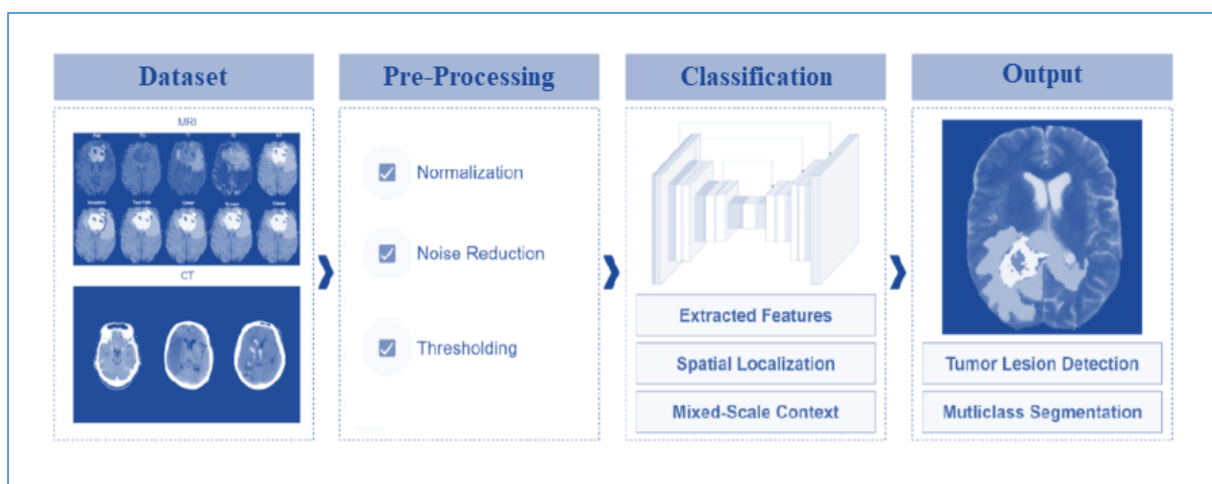 Dataset
MRI
CT
Pre-Processing
Normalization
Noise Reduction
Thresholding
Classification
Extracted Features
Spatial Localization
Mixed-Scale Context
Output
Tumor Lesion Detection
Mutliclass Segmentation